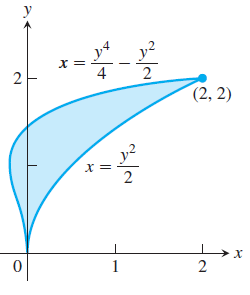 y
x = y⁴/4 − y²/2
2
(2, 2)
x = y²/2
x
0
1
2